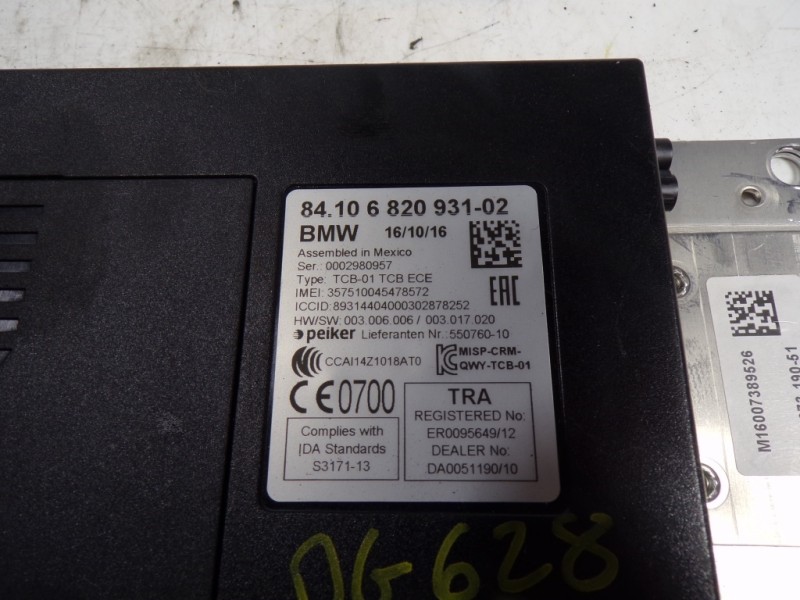 84.10 6 820 931-02
BMW 16/10/16
Assembled in Mexico
Ser.: 0002980957
Type: TCB-01 TCB ECE
IMEI: 357510045478572
ICCID:89314404000302878252
HW/SW: 003.006.006 / 003.017.020
peiker Lieferanten Nr.:550760-10
CCAI14Z1018AT0
MISP-CRM-
QWY-TCB-01
EAC
CE0700
Complies with
IDA Standards
S3171-13
TRA
REGISTERED No:
ER0095649/12
DEALER No:
DA0051190/10
DG628
M16007389526
190-51